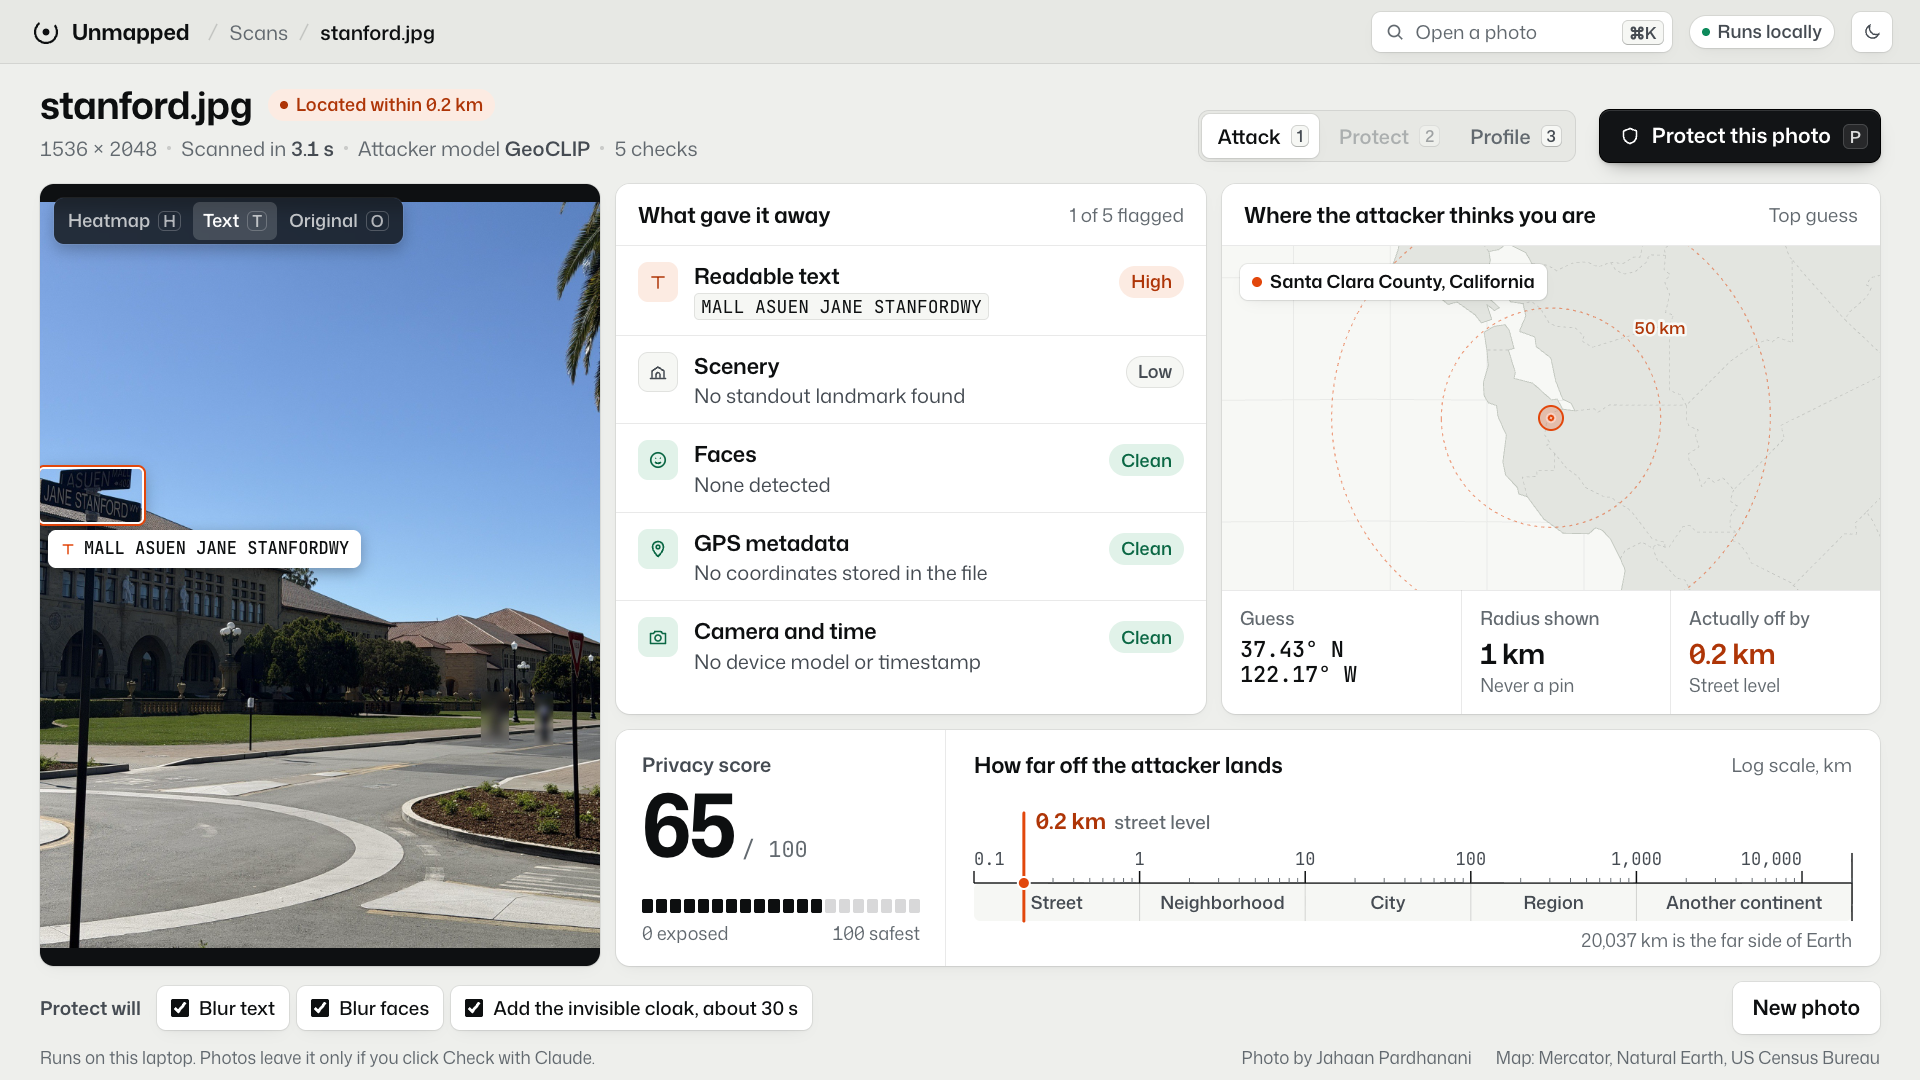 Unmapped / Scans / stanford.jpg
Open a photo ⌘K
Runs locally
stanford.jpg
Located within 0.2 km
1536 × 2048 · Scanned in 3.1 s · Attacker model GeoCLIP · 5 checks
Attack 1 Protect 2 Profile 3
Protect this photo P
Heatmap H Text T Original O
ASUEN
JANE STANFORD WY
MALL ASUEN JANE STANFORDWY
What gave it away
1 of 5 flagged
Readable text
MALL ASUEN JANE STANFORDWY
High
Scenery
No standout landmark found
Low
Faces
None detected
Clean
GPS metadata
No coordinates stored in the file
Clean
Camera and time
No device model or timestamp
Clean
Where the attacker thinks you are
Top guess
Santa Clara County, California
50 km
Guess
37.43° N
122.17° W
Radius shown
1 km
Never a pin
Actually off by
0.2 km
Street level
Privacy score
65 / 100
0 exposed
100 safest
How far off the attacker lands
Log scale, km
0.2 km street level
0.1 1 10 100 1,000 10,000
Street Neighborhood City Region Another continent
20,037 km is the far side of Earth
Protect will
Blur text
Blur faces
Add the invisible cloak, about 30 s
New photo
Runs on this laptop. Photos leave it only if you click Check with Claude.
Photo by Jahaan Pardhanani
Map: Mercator, Natural Earth, US Census Bureau